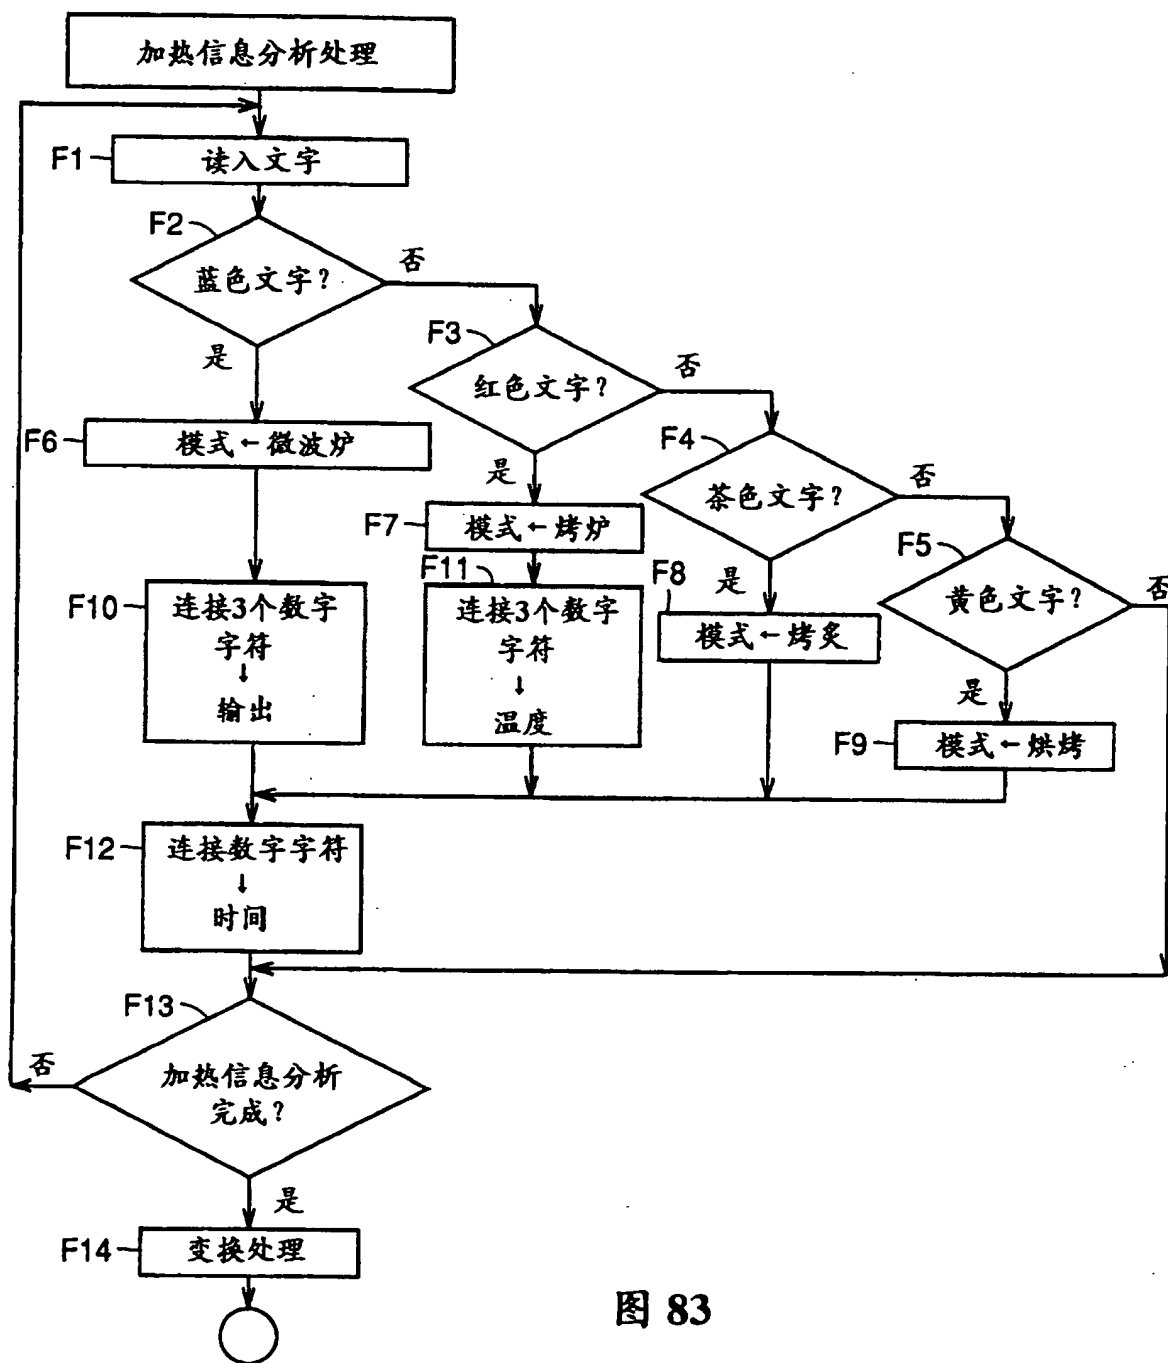 加热信息分析处理
F1
读入文字
F2
蓝色文字?
否
是
F3
红色文字?
否
是
F4
茶色文字?
否
是
F5
黄色文字?
否
是
F6
模式←微波炉
F7
模式←烤炉
F8
模式←烤炙
F9
模式←烘烤
F10
连接3个数字
字符
↓
输出
F11
连接3个数字
字符
↓
温度
F12
连接数字字符
↓
时间
F13
加热信息分析
完成?
否
是
F14
变换处理
图 83